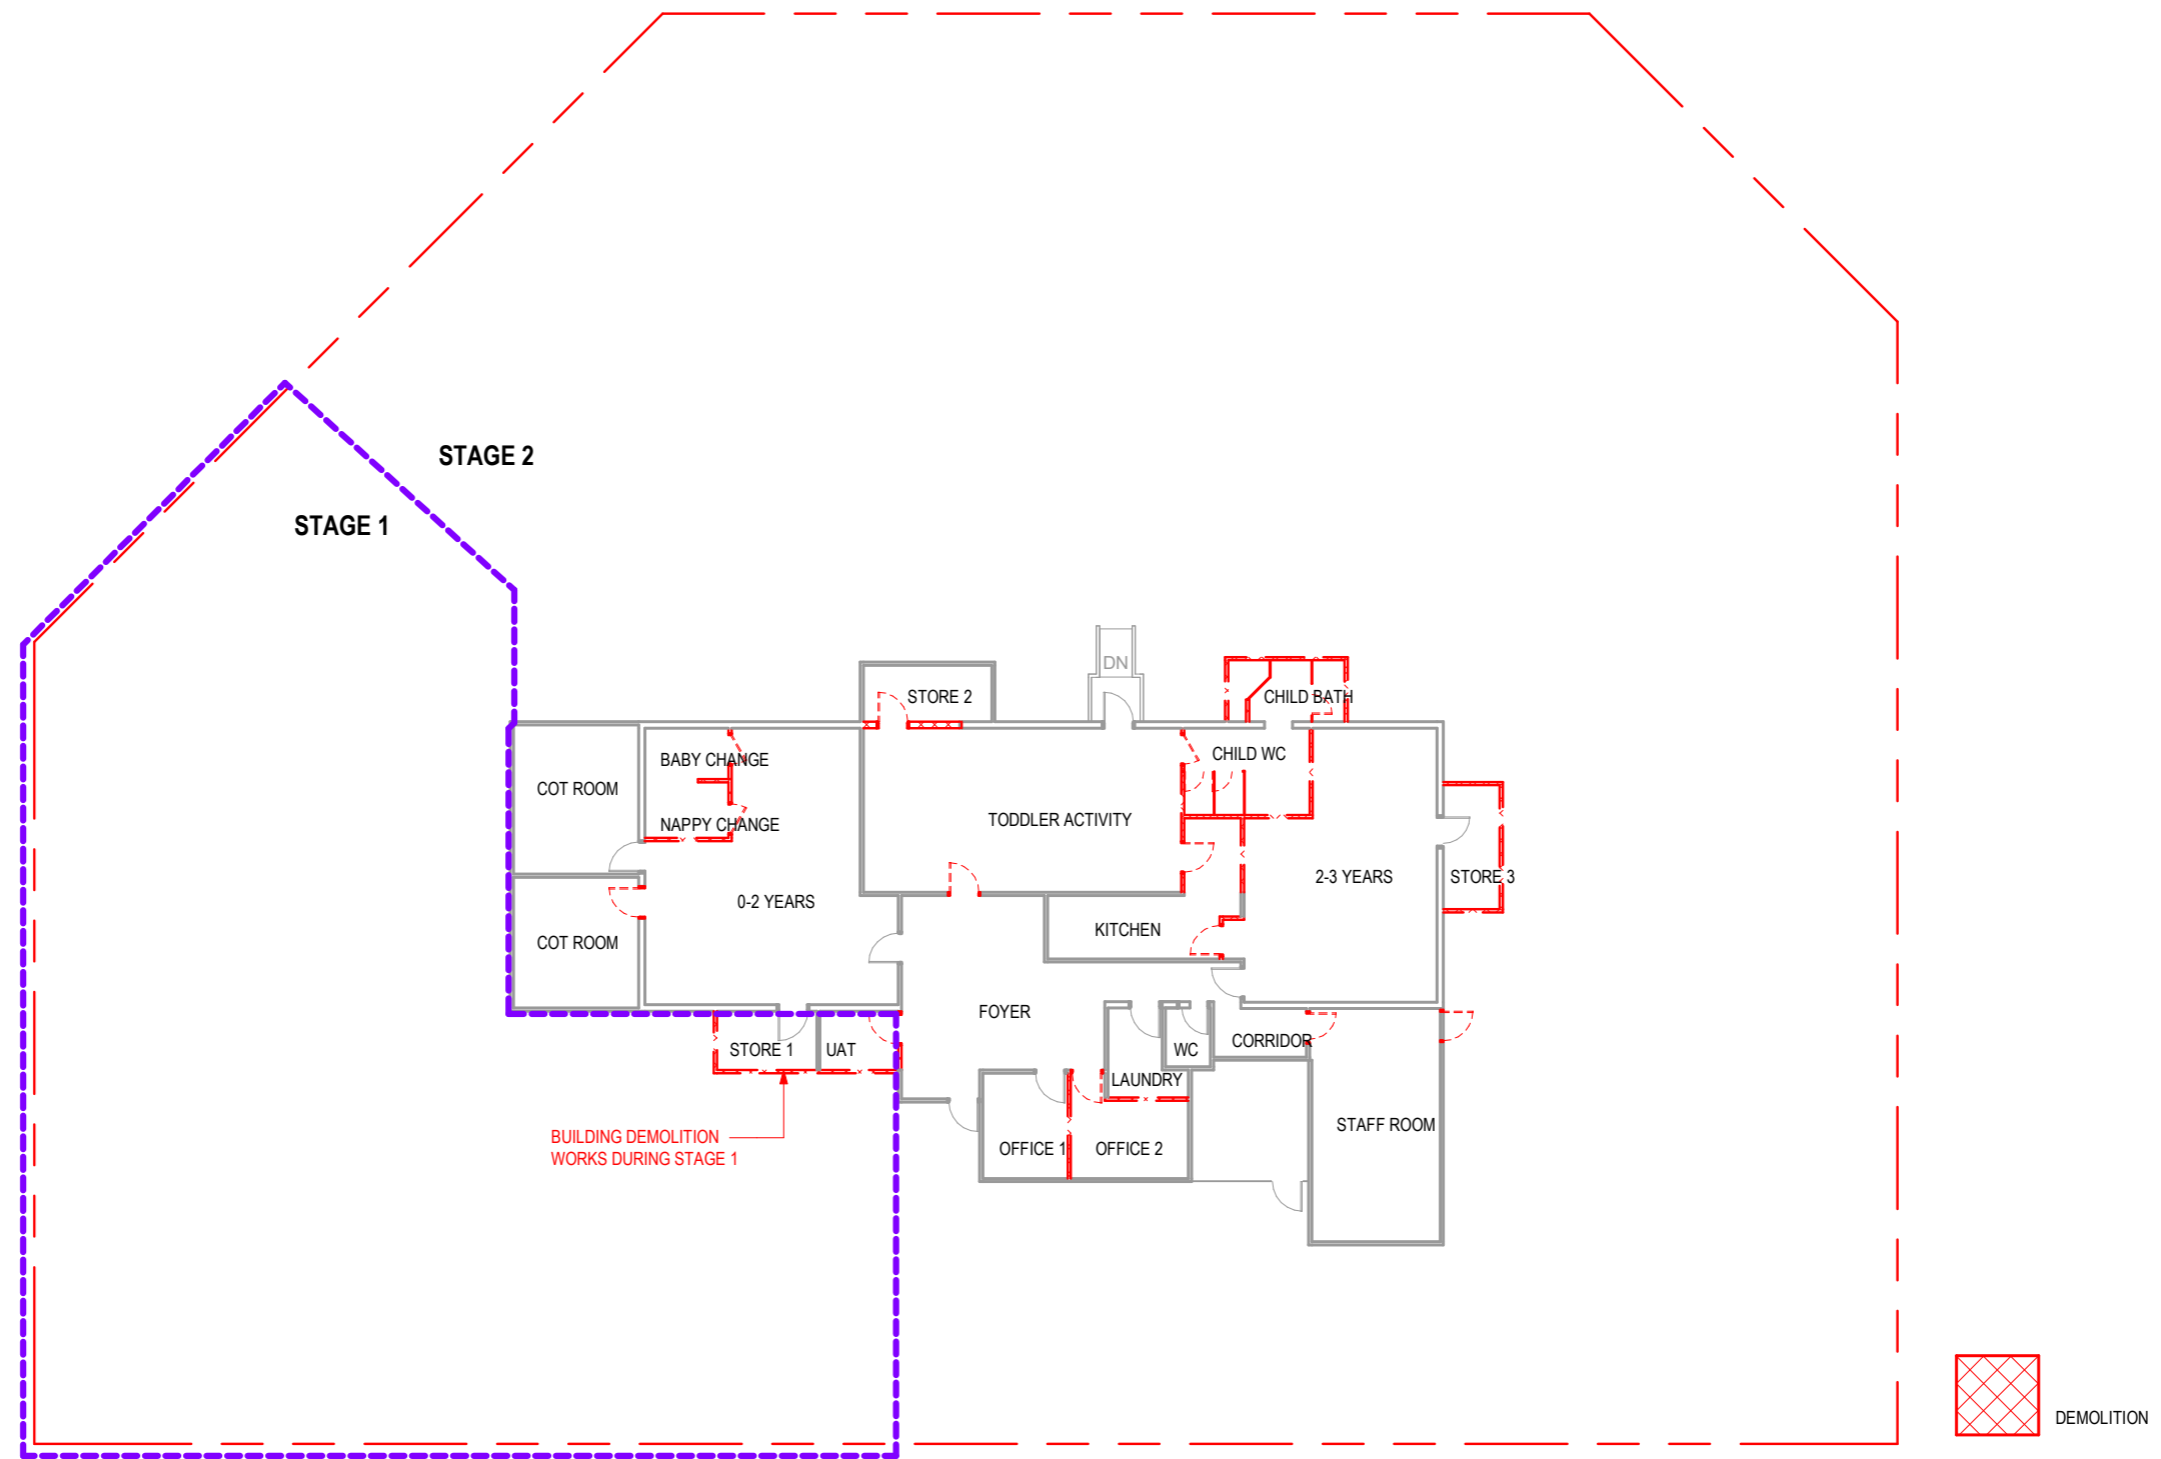 STAGE 2
STAGE 1
DN
STORE 2
CHILD BATH
BABY CHANGE
CHILD WC
COT ROOM
TODDLER ACTIVITY
NAPPY CHANGE
2-3 YEARS
STORE 3
0-2 YEARS
KITCHEN
COT ROOM
FOYER
STORE 1
UAT
WC
CORRIDOR
LAUNDRY
STAFF ROOM
BUILDING DEMOLITION
WORKS DURING STAGE 1
OFFICE 1
OFFICE 2
DEMOLITION